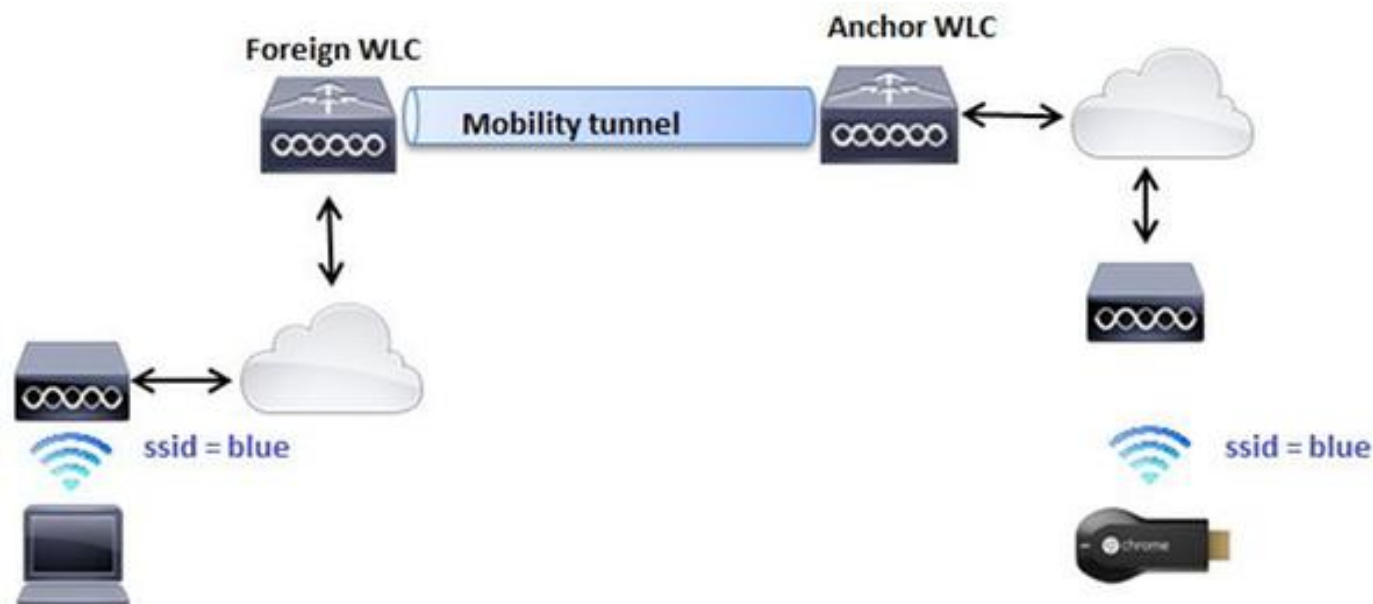 Foreign WLC
Anchor WLC
Mobility tunnel
ssid = blue
ssid = blue
chrome